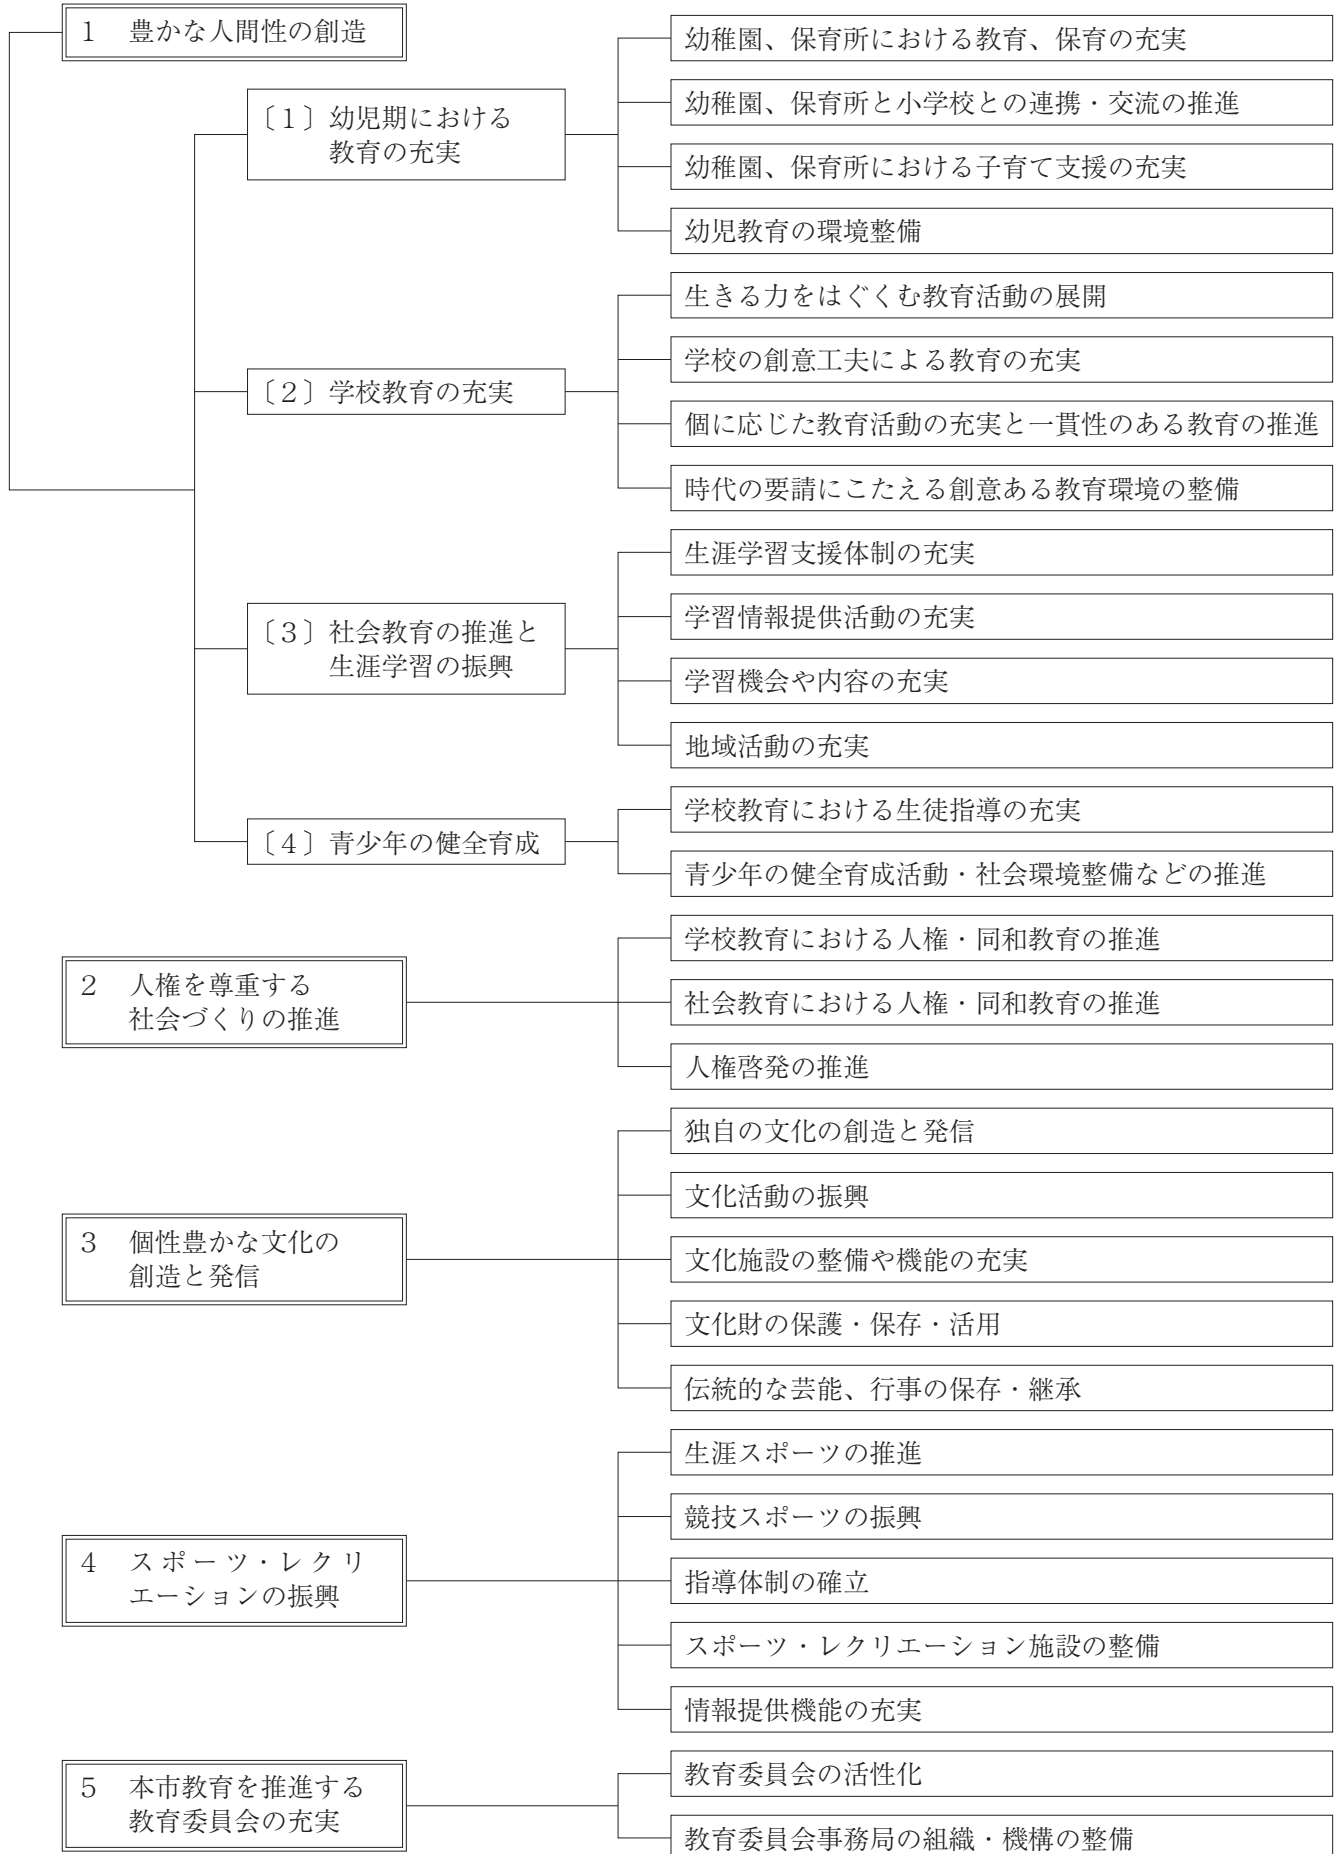 １　豊かな人間性の創造
〔１〕幼児期における
教育の充実
幼稚園、保育所における教育、保育の充実
幼稚園、保育所と小学校との連携・交流の推進
幼稚園、保育所における子育て支援の充実
幼児教育の環境整備
〔２〕学校教育の充実
生きる力をはぐくむ教育活動の展開
学校の創意工夫による教育の充実
個に応じた教育活動の充実と一貫性のある教育の推進
時代の要請にこたえる創意ある教育環境の整備
〔３〕社会教育の推進と
生涯学習の振興
生涯学習支援体制の充実
学習情報提供活動の充実
学習機会や内容の充実
地域活動の充実
〔４〕青少年の健全育成
学校教育における生徒指導の充実
青少年の健全育成活動・社会環境整備などの推進
２　人権を尊重する
社会づくりの推進
学校教育における人権・同和教育の推進
社会教育における人権・同和教育の推進
人権啓発の推進
３　個性豊かな文化の
創造と発信
独自の文化の創造と発信
文化活動の振興
文化施設の整備や機能の充実
文化財の保護・保存・活用
伝統的な芸能、行事の保存・継承
４　スポーツ・レクリ
エーションの振興
生涯スポーツの推進
競技スポーツの振興
指導体制の確立
スポーツ・レクリエーション施設の整備
情報提供機能の充実
５　本市教育を推進する
教育委員会の充実
教育委員会の活性化
教育委員会事務局の組織・機構の整備